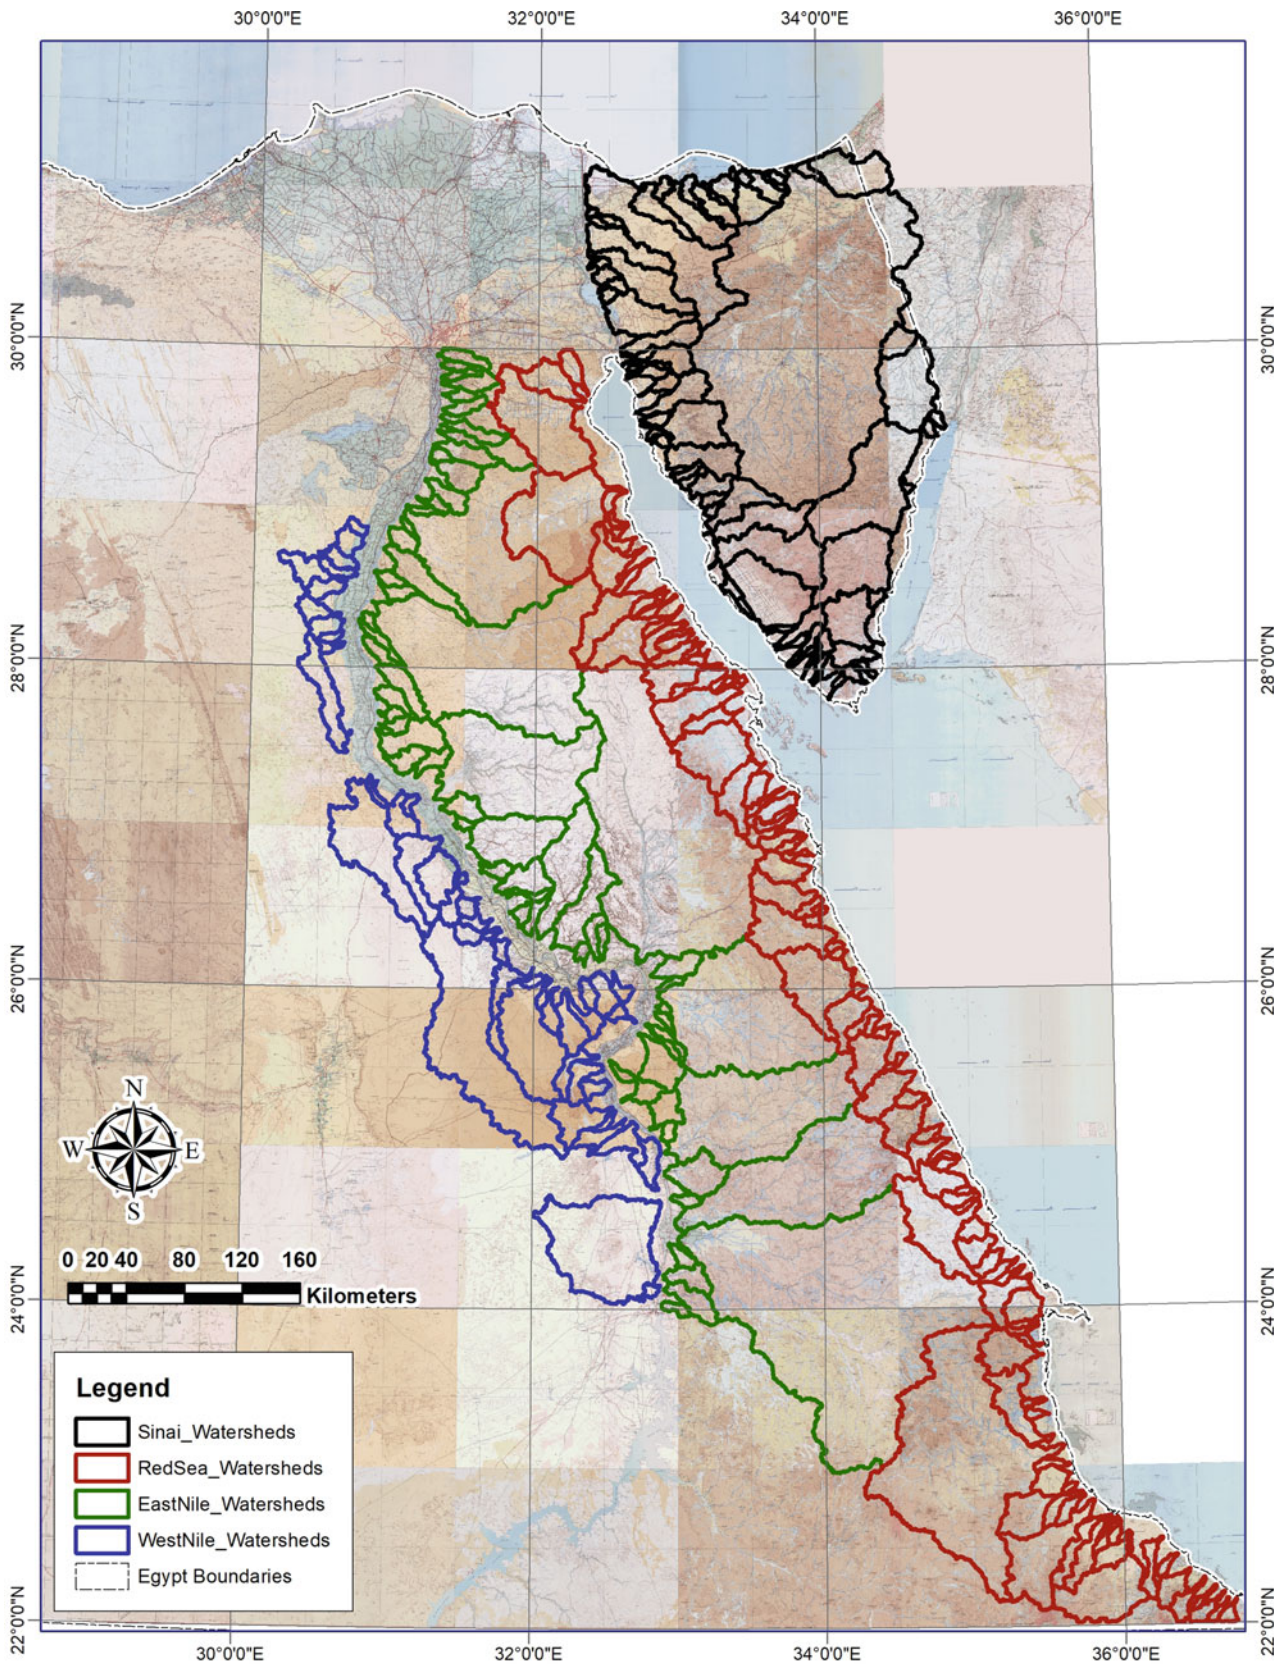 30°0'0"E 32°0'0"E 34°0'0"E 36°0'0"E
30°0'0"N 30°0'0"N
28°0'0"N 28°0'0"N
26°0'0"N 26°0'0"N
N
W E
S
0 20 40 80 120 160
Kilometers
24°0'0"N 24°0'0"N
Legend
Sinai_Watersheds
RedSea_Watersheds
EastNile_Watersheds
WestNile_Watersheds
Egypt Boundaries
22°0'0"N 22°0'0"N
30°0'0"E 32°0'0"E 34°0'0"E 36°0'0"E